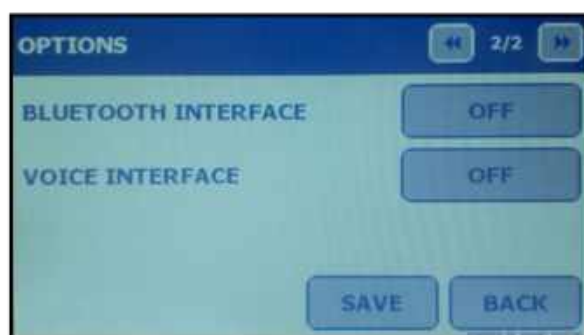 OPTIONS 2/2
BLUETOOTH INTERFACE OFF
VOICE INTERFACE OFF
SAVE BACK